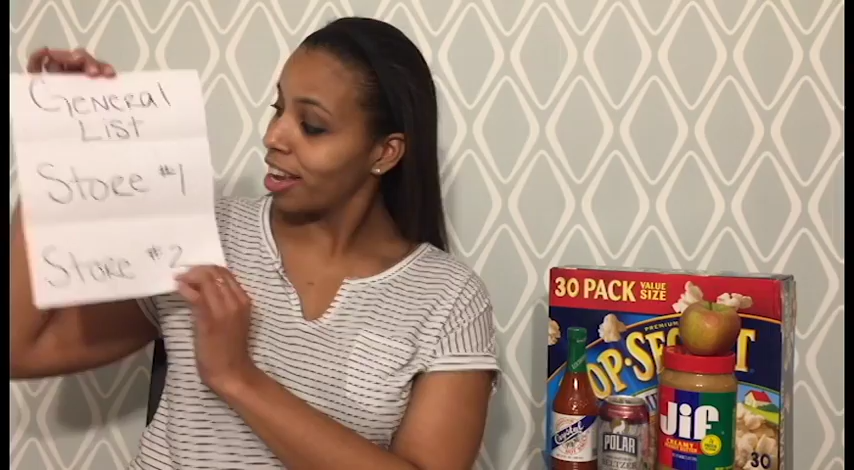 General
List
Store #1
Store #2
30 PACK VALUE
SIZE
PREMIUM
POP·SECRET
Crystal
POLAR
SELTZER
Jif
CREAMY
30